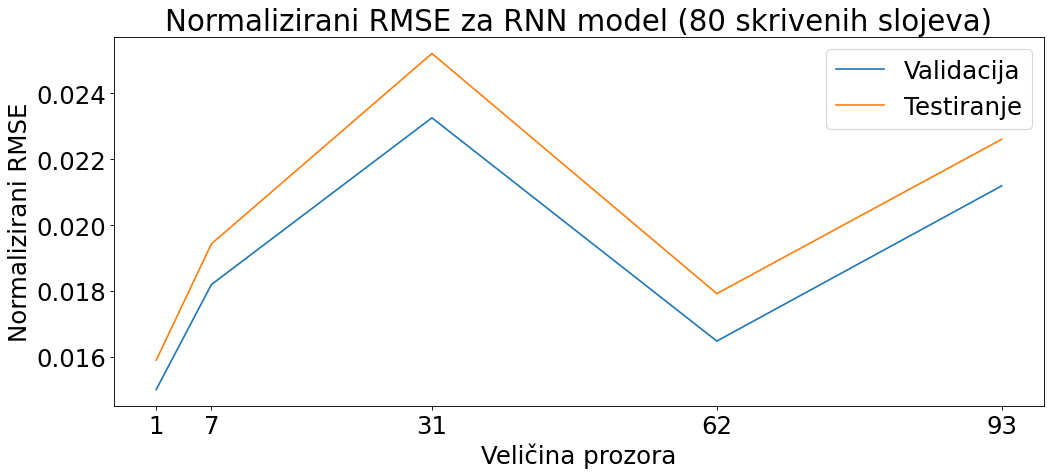 Normalizirani RMSE za RNN model (80 skrivenih slojeva)
Validacija
Testiranje
Normalizirani RMSE
0.024
0.022
0.020
0.018
0.016
1 7 31 62 93
Veličina prozora